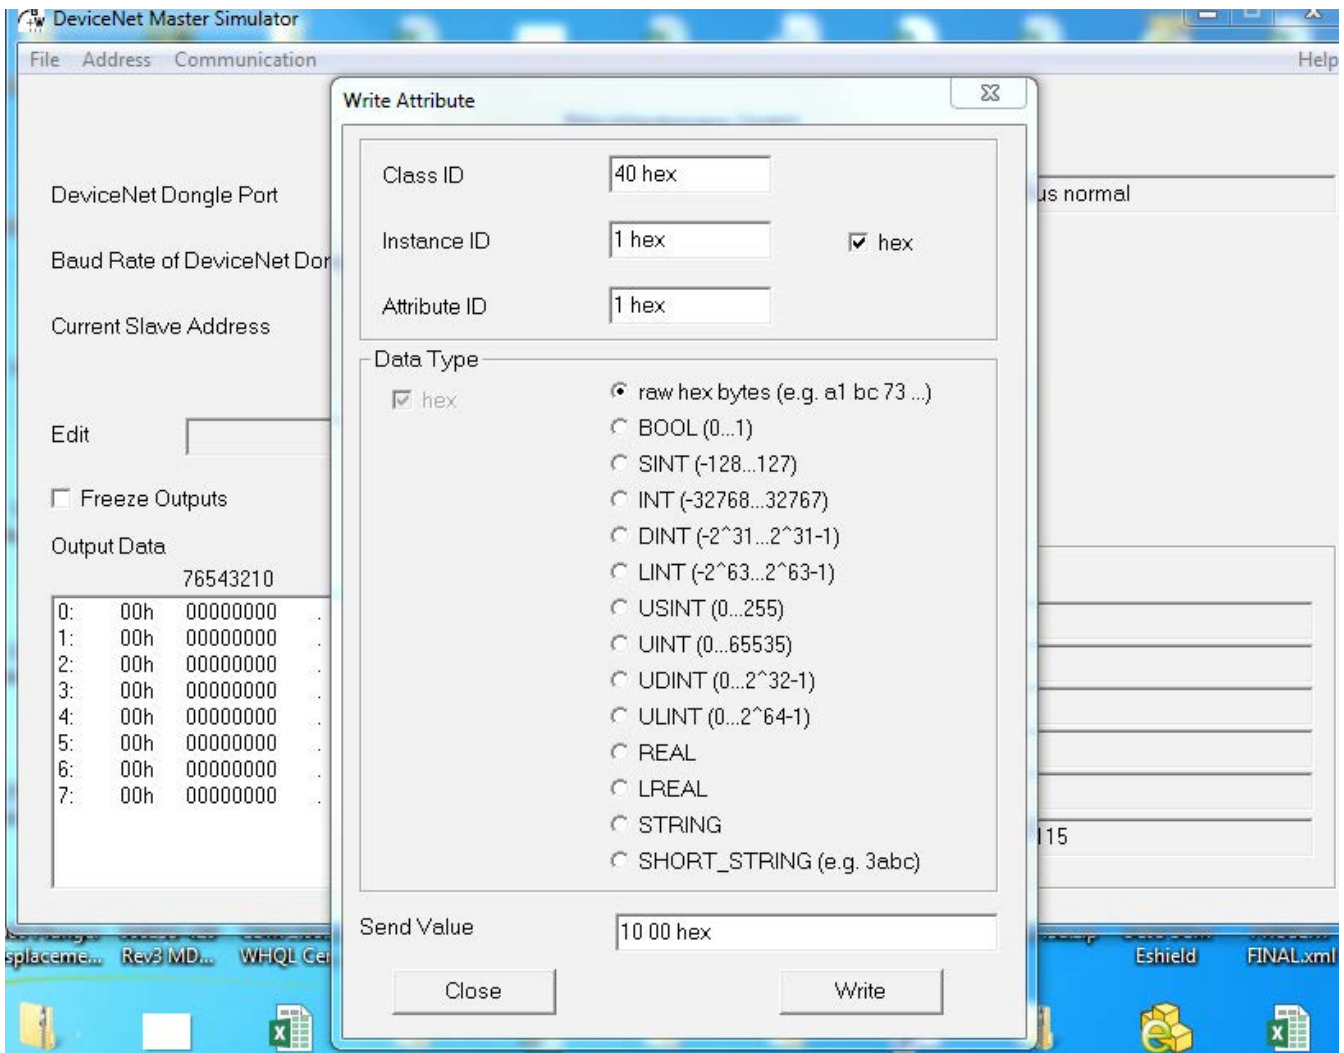 DeviceNet Master Simulator
File Address Communication Help
Write Attribute
Class ID 40 hex
DeviceNet Dongle Port us normal
Instance ID 1 hex hex
Baud Rate of DeviceNet Don
Attribute ID 1 hex
Current Slave Address
Data Type
hex raw hex bytes (e.g. a1 bc 73 ...)
Edit BOOL (0...1)
SINT (-128...127)
Freeze Outputs INT (-32768...32767)
Output Data DINT (-2^31...2^31-1)
76543210 LINT (-2^63...2^63-1)
0: 00h 00000000 . USINT (0...255)
1: 00h 00000000 . UINT (0...65535)
2: 00h 00000000 .
3: 00h 00000000 . UDINT (0...2^32-1)
4: 00h 00000000 . ULINT (0...2^64-1)
5: 00h 00000000 . REAL
6: 00h 00000000 .
7: 00h 00000000 . LREAL
STRING
115
SHORT_STRING (e.g. 3abc)
Send Value 10 00 hex
splaceme... Rev3 MD... WHQL Cer Eshield FINAL.xml
Close Write